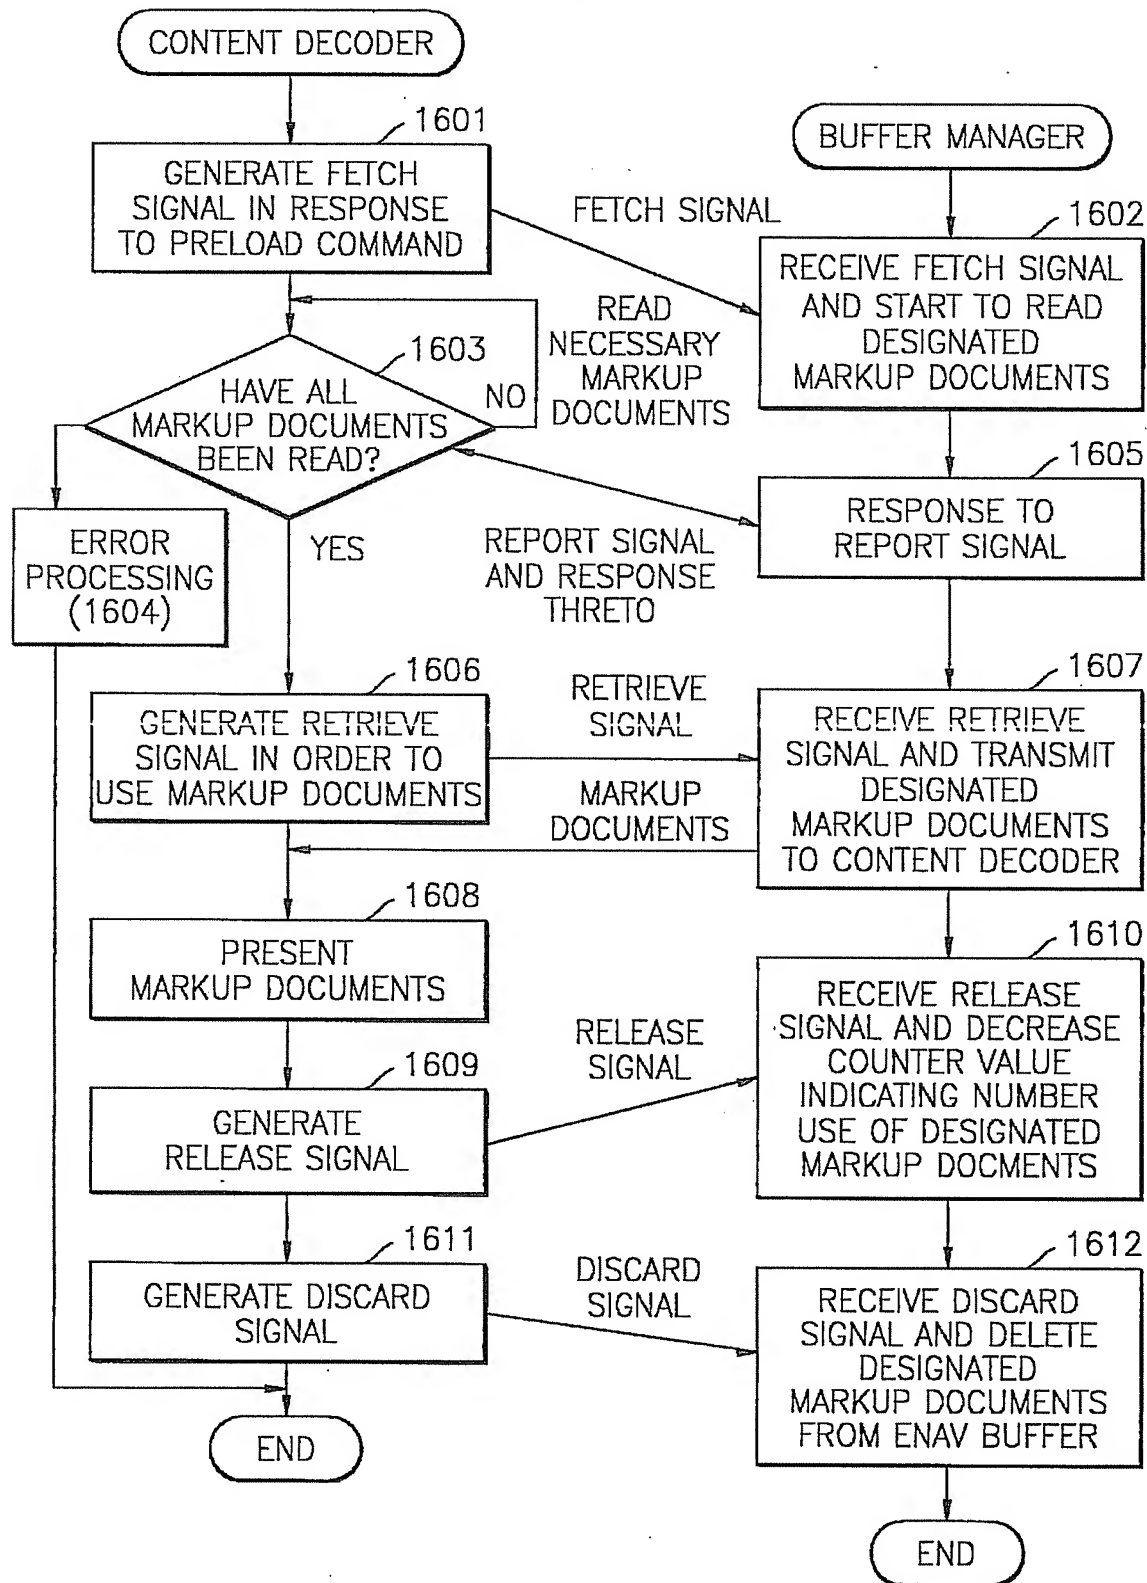 CONTENT DECODER
1601
GENERATE FETCH
SIGNAL IN RESPONSE
TO PRELOAD COMMAND
FETCH SIGNAL
BUFFER MANAGER
1602
RECEIVE FETCH SIGNAL
AND START TO READ
DESIGNATED
MARKUP DOCUMENTS
READ
NECESSARY
MARKUP
DOCUMENTS
1603
HAVE ALL
MARKUP DOCUMENTS
BEEN READ?
NO
YES
ERROR
PROCESSING
(1604)
1605
RESPONSE TO
REPORT SIGNAL
REPORT SIGNAL
AND RESPONSE
THRETO
1606
GENERATE RETRIEVE
SIGNAL IN ORDER TO
USE MARKUP DOCUMENTS
RETRIEVE
SIGNAL
MARKUP
DOCUMENTS
1607
RECEIVE RETRIEVE
SIGNAL AND TRANSMIT
DESIGNATED
MARKUP DOCUMENTS
TO CONTENT DECODER
1608
PRESENT
MARKUP DOCUMENTS
1609
GENERATE
RELEASE SIGNAL
RELEASE
SIGNAL
1610
RECEIVE RELEASE
SIGNAL AND DECREASE
COUNTER VALUE
INDICATING NUMBER
USE OF DESIGNATED
MARKUP DOCMENTS
1611
GENERATE DISCARD
SIGNAL
DISCARD
SIGNAL
1612
RECEIVE DISCARD
SIGNAL AND DELETE
DESIGNATED
MARKUP DOCUMENTS
FROM ENAV BUFFER
END
END